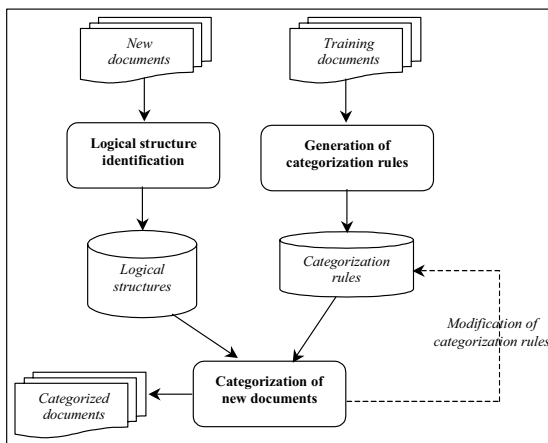 New
documents
Training
documents
Logical structure
identification
Generation of
categorization rules
Logical
structures
Categorization
rules
Modification of
categorization rules
Categorization of
new documents
Categorized
documents